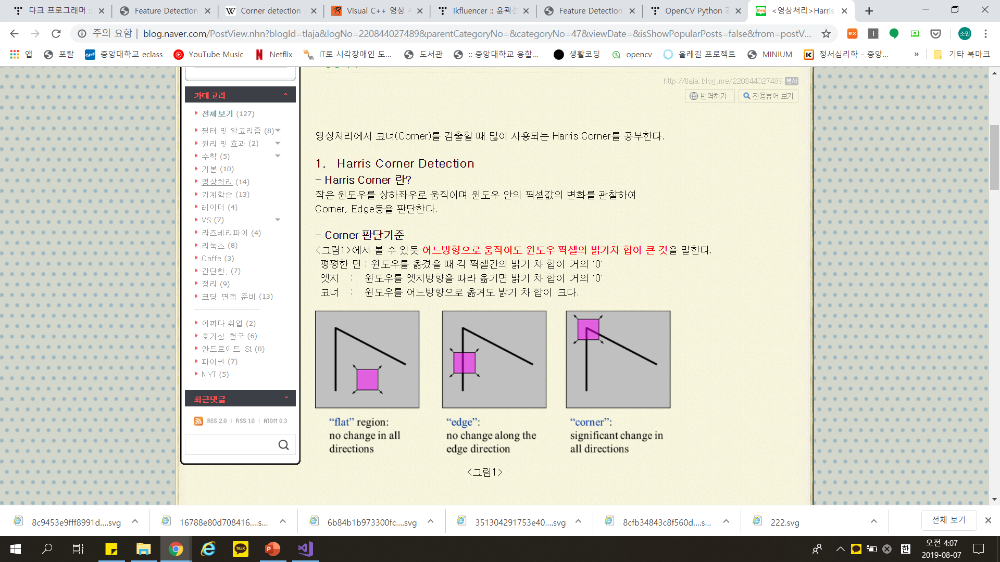 다크 프로그래머 ::
Feature Detection
Corner detection
Visual C++ 영상 
ikfluencer :: 윤곽선
Feature Detection
OpenCV Python 
<영상처리>Harris
주의 요함 | blog.naver.com/PostView.nhn?blogId=tlaja&logNo=220844027489&parentCategoryNo=&categoryNo=47&viewDate=&isShowPopularPosts=false&from=postV...
소민
앱
포탈
중앙대학교 eclass
YouTube Music
Netflix
IT로 시각장애인 도...
도서관
:: 중앙대학교 융합...
생활코딩
opencv
올레길 프로젝트
MINIUM
정서심리학 - 중앙...
»
기타 북마크
http://tlaja.blog.me/220844027489 복사
번역하기
전용뷰어 보기
카테고리
전체 보기 (127)
필터 및 알고리즘 (8)
원리 및 효과 (2)
수학 (5)
기본 (10)
영상처리 (14)
기계학습 (13)
레이더 (4)
VS (7)
라즈베리파이 (4)
리눅스 (8)
Caffe (3)
간단한. (7)
정리 (9)
코딩 면접 준비 (13)
어쩌다 취업 (2)
호기심 천국 (6)
안드로이드 St (0)
파이썬 (7)
NYT (5)
최근댓글
RSS 2.0 | RSS 1.0 | ATOM 0.3
영상처리에서 코너(Corner)를 검출할 때 많이 사용되는 Harris Corner를 공부한다.
1. Harris Corner Detection
- Harris Corner 란?
작은 윈도우를 상하좌우로 움직이며 윈도우 안의 픽셀값의 변화를 관찰하여
Corner, Edge등을 판단한다.
- Corner 판단기준
<그림1>에서 볼 수 있듯 어느방향으로 움직여도 윈도우 픽셀의 밝기차 합이 큰 것을 말한다.
평평한 면 : 윈도우를 옮겼을 때 각 픽셀간의 밝기 차 합이 거의 '0'
엣지 : 윈도우를 엣지방향을 따라 옮기면 밝기 차 합이 거의 '0'
코너 : 윈도우를 어느방향으로 옮겨도 밝기 차 합이 크다.
“flat” region:
no change in all
directions
“edge”:
no change along the
edge direction
“corner”:
significant change in
all directions
<그림1>
8c9453e9fff8991d....svg
16788e80d708416....s...
6b84b1b973300fc....svg
351304291753e40....svg
8cfb34843c8f560d....s...
222.svg
전체 보기
TALK
한
오전 4:07
2019-08-07